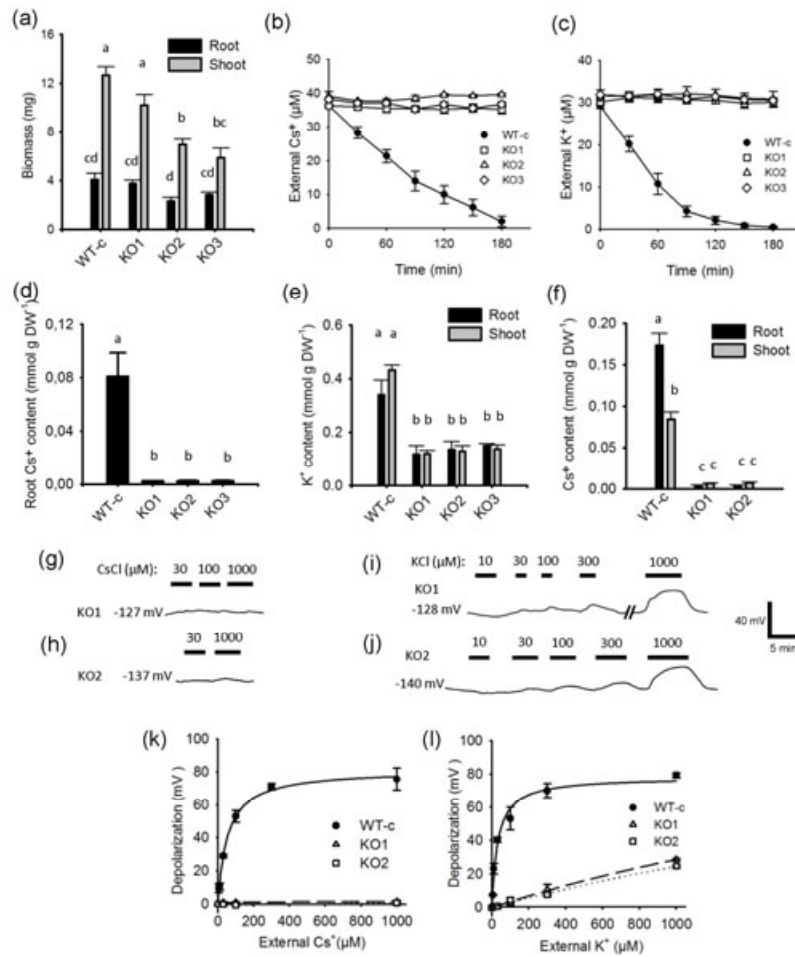 (a)
Root
Shoot
Biomass (mg)
16
12
8
4
0
cd
a
cd
a
d
b
cd
bc
WT-c
KO1
KO2
KO3
(b)
External Cs⁺ (µM)
50
40
30
20
10
0
WT-c
KO1
KO2
KO3
0 60 120 180
Time (min)
(c)
External K⁺ (µM)
40
30
20
10
0
WT-c
KO1
KO2
KO3
0 60 120 180
Time (min)
(d)
Root Cs⁺ content (mmol g DW⁻¹)
0,12
0,08
0,04
0,00
a
b b b
WT-c
KO1
KO2
KO3
(e)
Root
Shoot
K⁺ content (mmol g DW⁻¹)
0.6
0.4
0.2
0.0
a a
b b
b b
b b
WT-c
KO1
KO2
KO3
(f)
Root
Shoot
Cs⁺ content (mmol g DW⁻¹)
0.20
0.15
0.10
0.05
0.00
a
b
c c
c c
WT-c
KO1
KO2
(g)
CsCl (µM):
30 100 1000
KO1 -127 mV
(h)
30 1000
KO2 -137 mV
(i)
KCl (µM):
10 30 100 300 1000
KO1
-128 mV
40 mV
5 min
(j)
KO2
10 30 100 300 1000
-140 mV
(k)
Depolarization (mV)
100
80
60
40
20
0
WT-c
KO1
KO2
0 200 400 600 800 1000
External Cs⁺(µM)
(l)
Depolarization (mV)
100
80
60
40
20
0
WT-c
KO1
KO2
0 200 400 600 800 1000
External K⁺ (µM)